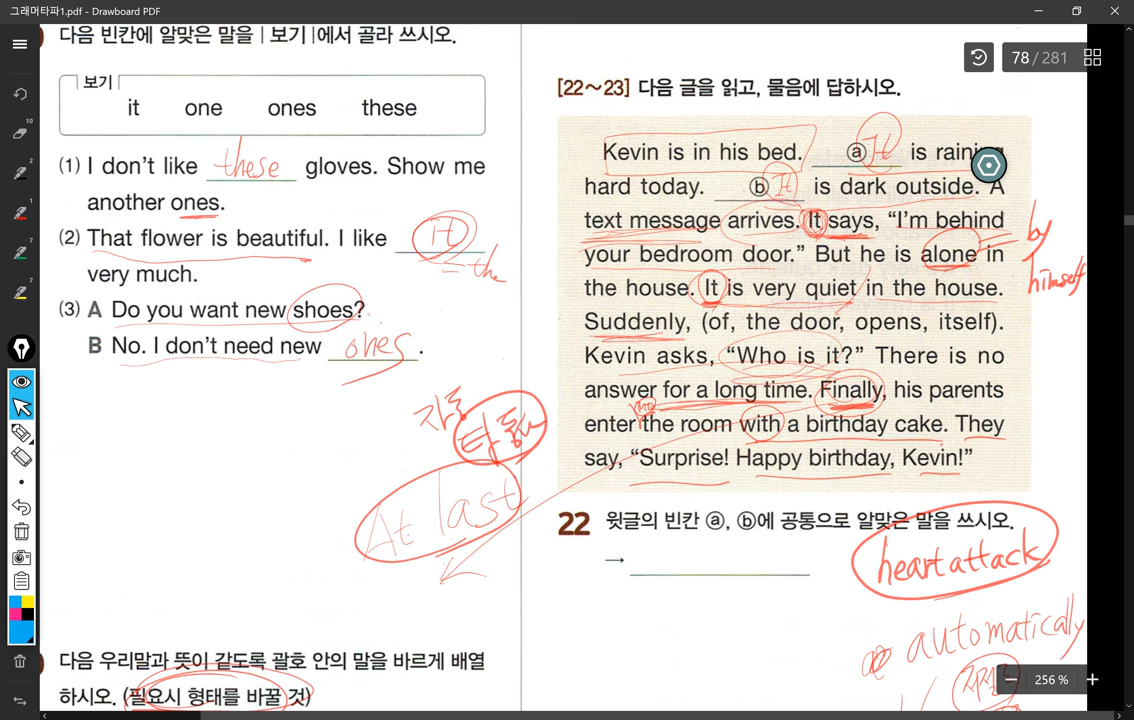 그래머타파1.pdf - Drawboard PDF
78 / 281
다음 빈칸에 알맞은 말을 | 보기 |에서 골라 쓰시오.
보기
it one ones these
(1) I don't like these gloves. Show me
another ones.
(2) That flower is beautiful. I like it
very much.
the
(3) A Do you want new shoes?
B No. I don't need new ones.
At last
다음 우리말과 뜻이 같도록 괄호 안의 말을 바르게 배열
하시오. (필요시 형태를 바꿀 것)
[22～23] 다음 글을 읽고, 물음에 답하시오.
Kevin is in his bed. ⓐ It is raining
hard today. ⓑ It is dark outside. A
text message arrives. It says, “I'm behind
your bedroom door.” But he is alone in
by himself
the house. It is very quiet in the house.
Suddenly, (of, the door, opens, itself).
Kevin asks, “Who is it?” There is no
answer for a long time. Finally, his parents
enter the room with a birthday cake. They
say, “Surprise! Happy birthday, Kevin!”
22 윗글의 빈칸 ⓐ, ⓑ에 공통으로 알맞은 말을 쓰시오.
→
heart attack
automatically
256 %
10
2
1
7
7